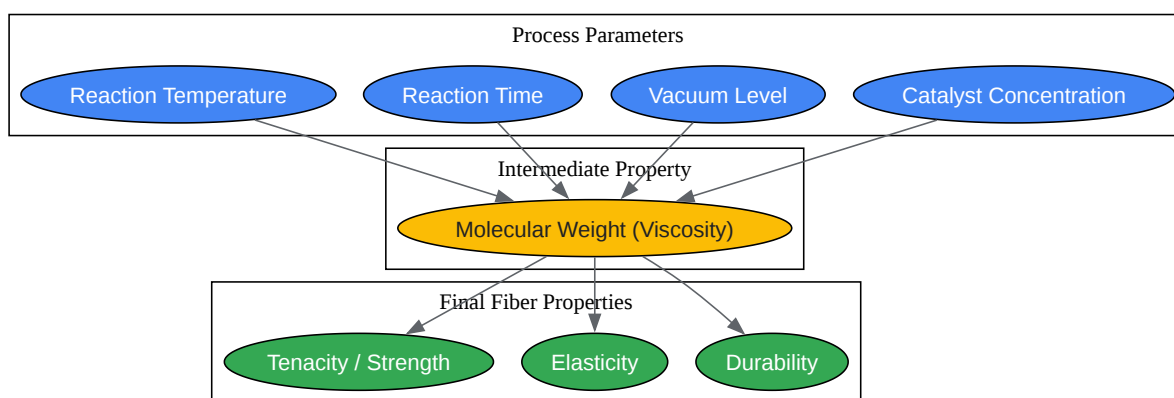 Process Parameters
Reaction Temperature
Reaction Time
Vacuum Level
Catalyst Concentration
Intermediate Property
Molecular Weight (Viscosity)
Final Fiber Properties
Tenacity / Strength
Elasticity
Durability